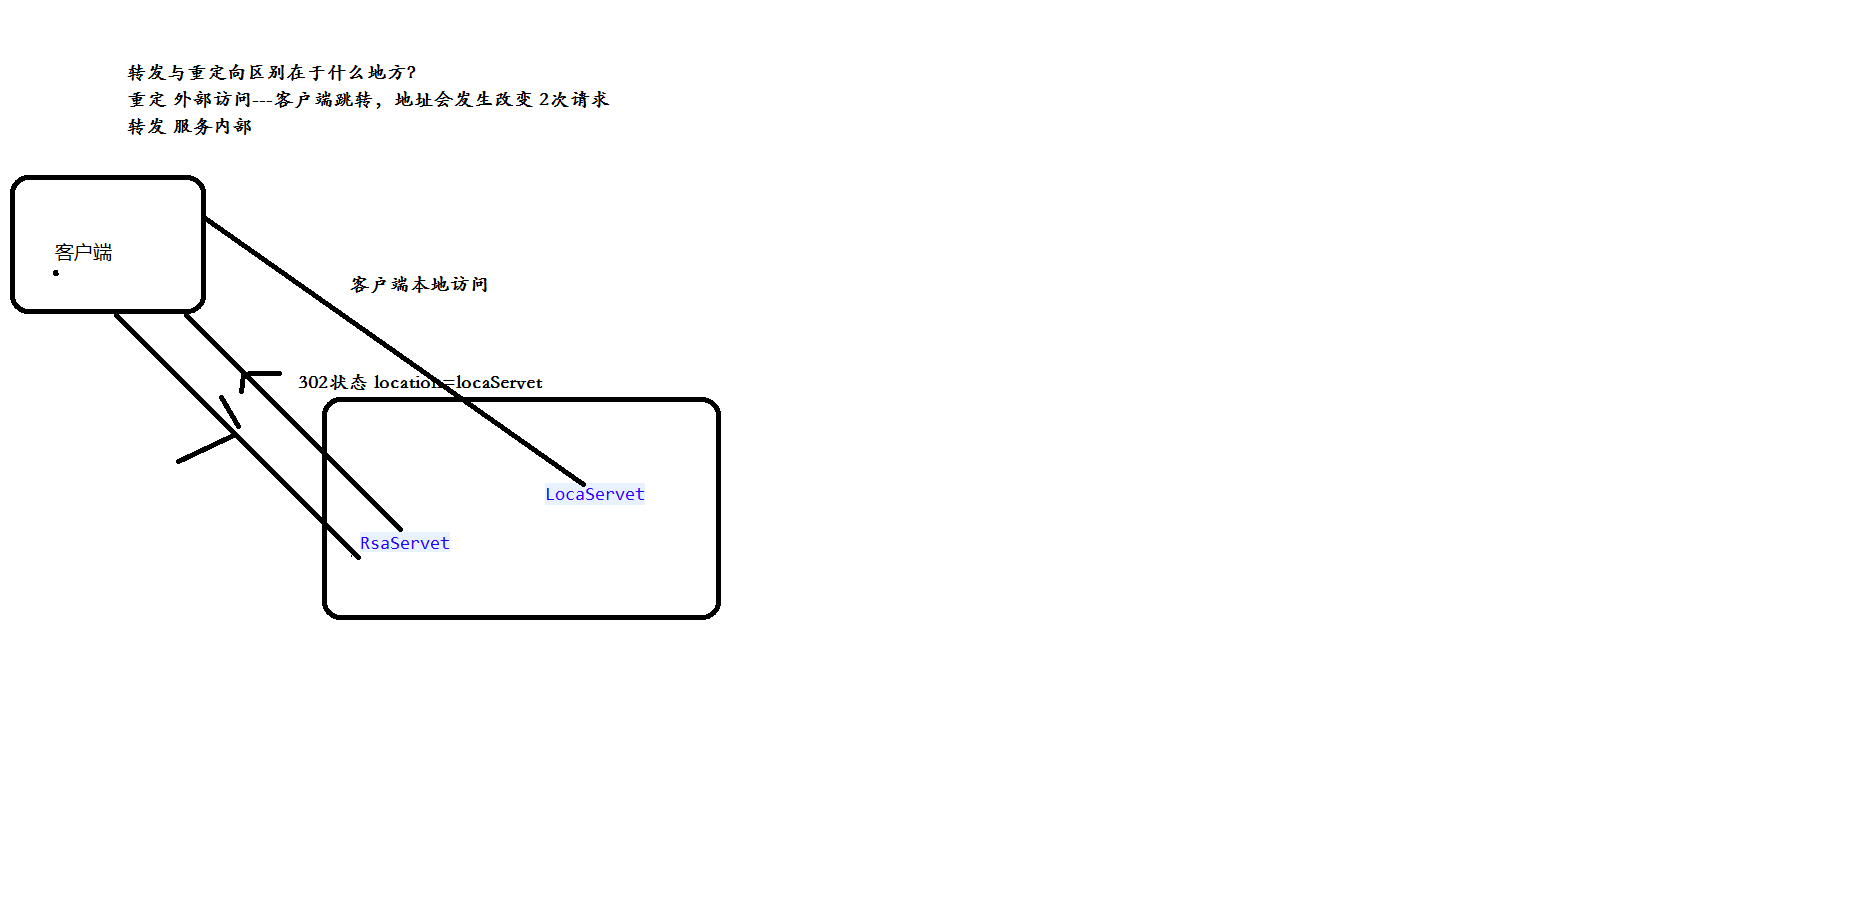 转发与重定向区别在于什么地方?
重定 外部访问---客户端跳转，地址会发生改变 2次请求
转发 服务内部
客户端
客户端本地访问
302状态 location=locaServet
LocaServet
RsaServet